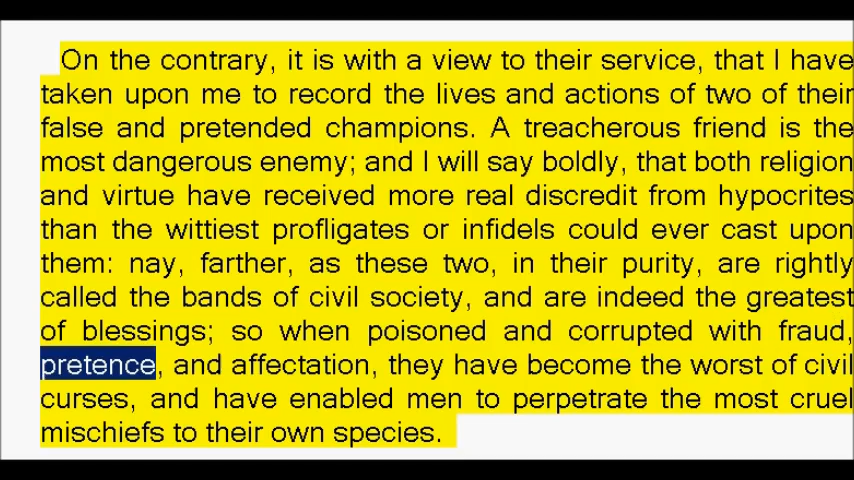 On the contrary, it is with a view to their service, that I have
taken upon me to record the lives and actions of two of their
false and pretended champions. A treacherous friend is the
most dangerous enemy; and I will say boldly, that both religion
and virtue have received more real discredit from hypocrites
than the wittiest profligates or infidels could ever cast upon
them: nay, farther, as these two, in their purity, are rightly
called the bands of civil society, and are indeed the greatest
of blessings; so when poisoned and corrupted with fraud,
pretence, and affectation, they have become the worst of civil
curses, and have enabled men to perpetrate the most cruel
mischiefs to their own species.